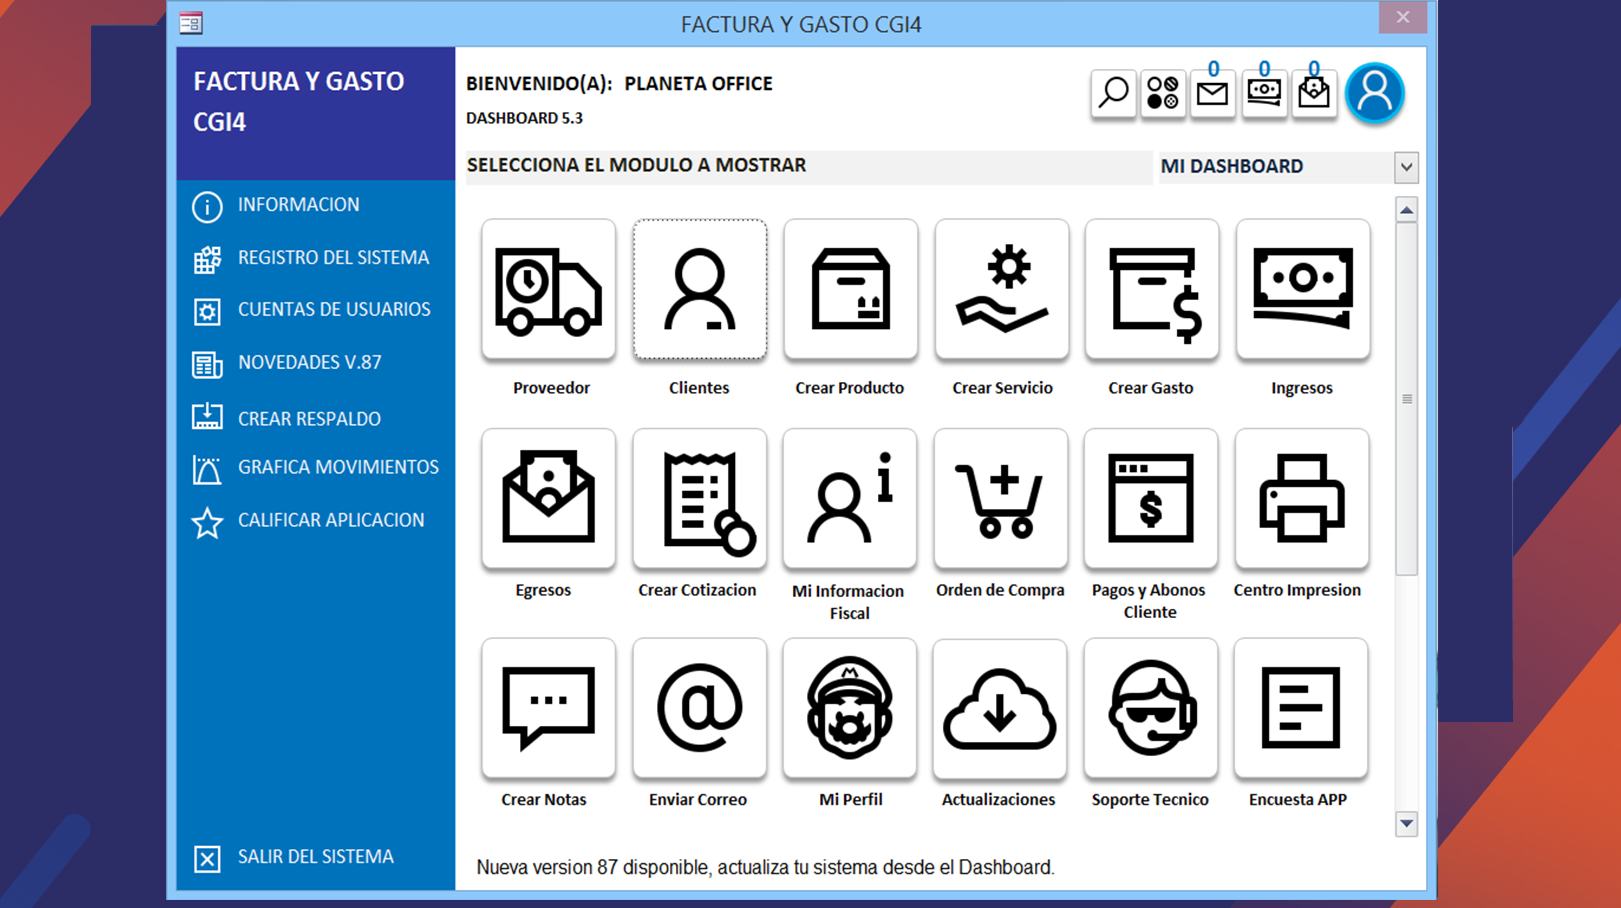 FACTURA Y GASTO CGI4
FACTURA Y GASTO
CGI4
BIENVENIDO(A): PLANETA OFFICE
DASHBOARD 5.3
0 0 0
SELECCIONA EL MODULO A MOSTRAR
MI DASHBOARD
INFORMACION
REGISTRO DEL SISTEMA
CUENTAS DE USUARIOS
NOVEDADES V.87
CREAR RESPALDO
GRAFICA MOVIMIENTOS
CALIFICAR APLICACION
SALIR DEL SISTEMA
Proveedor
Clientes
Crear Producto
Crear Servicio
Crear Gasto
Ingresos
Egresos
Crear Cotizacion
Mi Informacion
Fiscal
Orden de Compra
Pagos y Abonos
Cliente
Centro Impresion
Crear Notas
Enviar Correo
Mi Perfil
Actualizaciones
Soporte Tecnico
Encuesta APP
Nueva version 87 disponible, actualiza tu sistema desde el Dashboard.